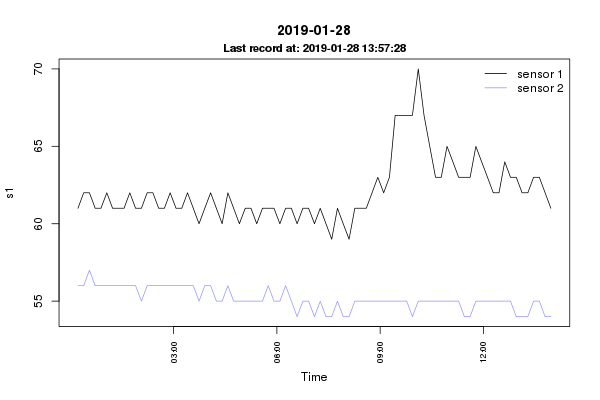 2019-01-28
Last record at: 2019-01-28 13:57:28
sensor 1
sensor 2
70
65
60
55
s1
03:00
06:00
09:00
12:00
Time